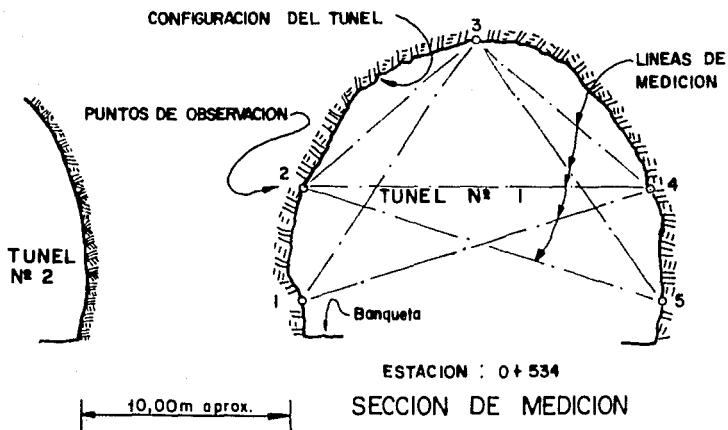 CONFIGURACION DEL TUNEL
3
LINEAS DE
MEDICION
PUNTOS DE OBSERVACION
2
TUNEL Nº 1
4
TUNEL
Nº 2
1
Banqueta
5
ESTACION : 0+534
10,00m aprox.
SECCION DE MEDICION